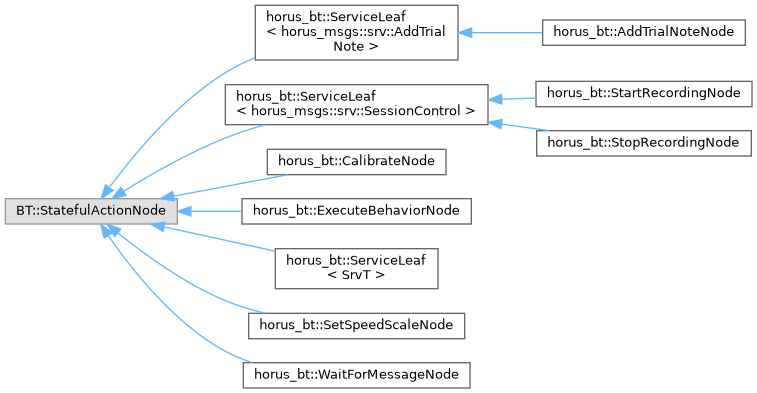 horus_bt::ServiceLeaf
< horus_msgs::srv::AddTrial
Note >
horus_bt::AddTrialNoteNode
horus_bt::ServiceLeaf
< horus_msgs::srv::SessionControl >
horus_bt::StartRecordingNode
horus_bt::StopRecordingNode
horus_bt::CalibrateNode
BT::StatefulActionNode
horus_bt::ExecuteBehaviorNode
horus_bt::ServiceLeaf
< SrvT >
horus_bt::SetSpeedScaleNode
horus_bt::WaitForMessageNode